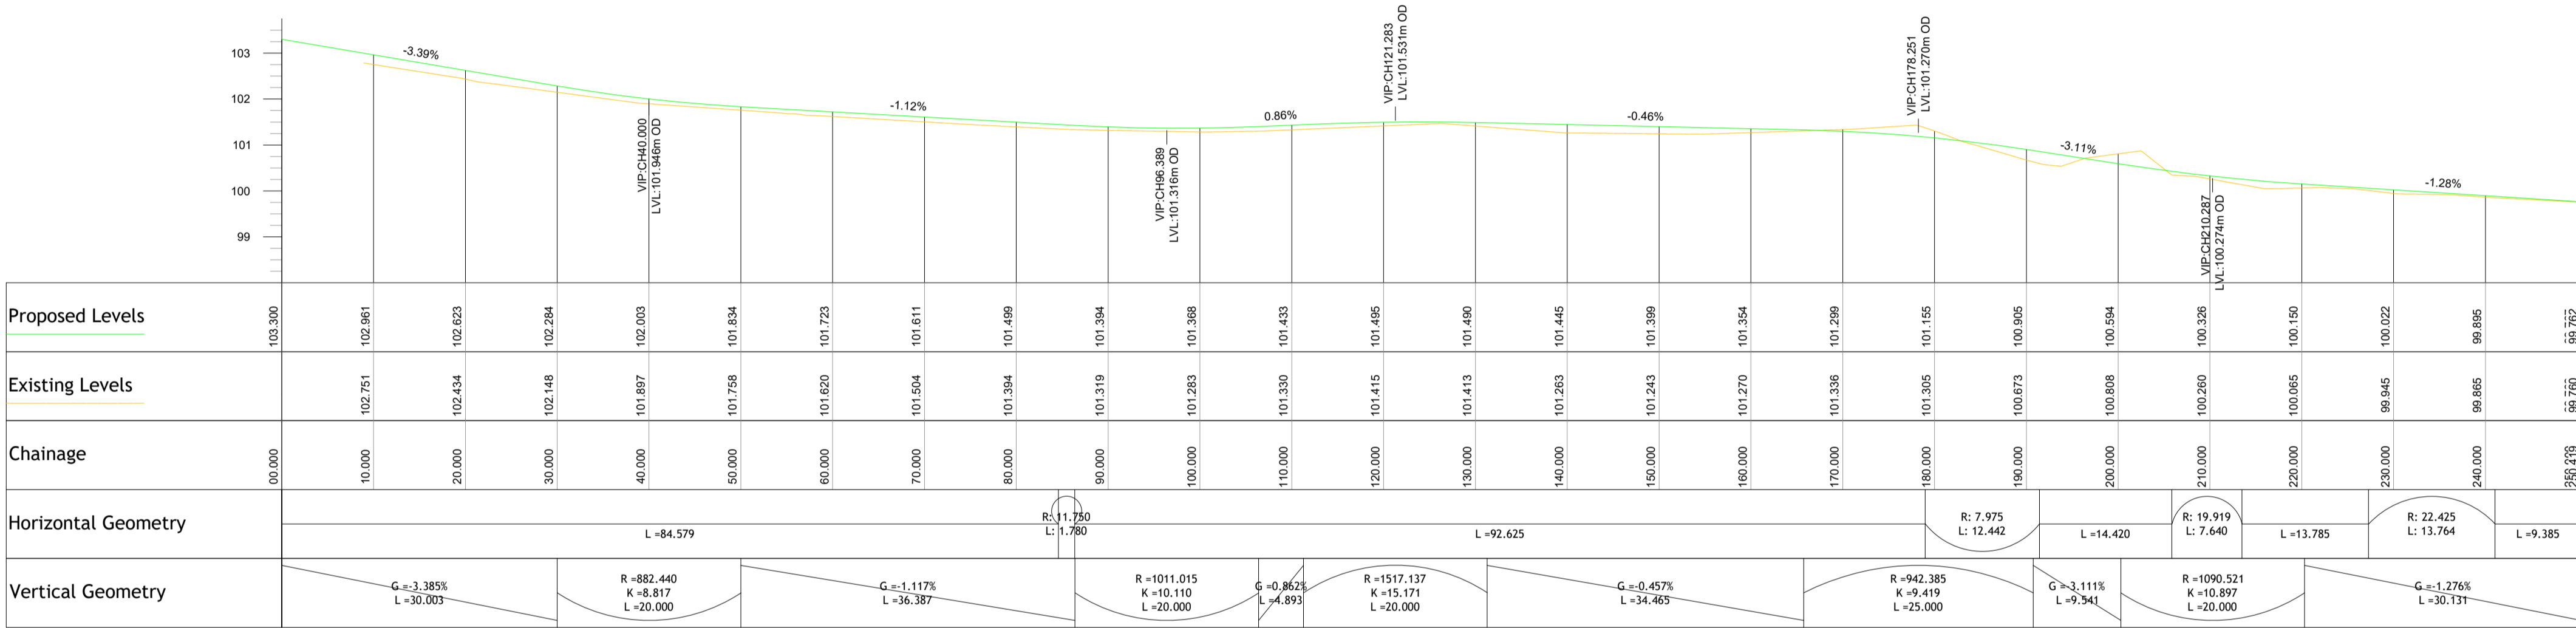 103
102
101
100
99
-3.39%
-1.12%
0.86%
-0.46%
-3.11%
-1.28%
VIP:CH40.000
LVL:101.946m OD
VIP:CH96.389
LVL:101.316m OD
VIP:CH121.283
LVL:101.531m OD
VIP:CH178.251
LVL:101.270m OD
VIP:CH210.287
LVL:100.274m OD
Proposed Levels
103.300 102.961 102.623 102.284 102.003 101.834 101.723 101.611 101.499 101.394 101.368 101.433 101.495 101.490 101.445 101.399 101.354 101.299 101.155 100.905 100.594 100.326 100.150 100.022 99.895 99.762
Existing Levels
102.751 102.434 102.148 101.897 101.758 101.620 101.504 101.394 101.319 101.283 101.330 101.415 101.413 101.263 101.243 101.270 101.336 101.305 100.673 100.808 100.260 100.065 99.945 99.865 99.760
Chainage
00.000 10.000 20.000 30.000 40.000 50.000 60.000 70.000 80.000 90.000 100.000 110.000 120.000 130.000 140.000 150.000 160.000 170.000 180.000 190.000 200.000 210.000 220.000 230.000 240.000 250.419
Horizontal Geometry
L =84.579
R: 11.750
L: 1.780
L =92.625
R: 7.975
L: 12.442
L =14.420
R: 19.919
L: 7.640
L =13.785
R: 22.425
L: 13.764
L =9.385
Vertical Geometry
G =-3.385%
L =30.003
R =882.440
K =8.817
L =20.000
G =-1.117%
L =36.387
R =1011.015
K =10.110
L =20.000
G =0.862%
L =4.893
R =1517.137
K =15.171
L =20.000
G =-0.457%
L =34.465
R =942.385
K =9.419
L =25.000
G =-3.111%
L =9.541
R =1090.521
K =10.897
L =20.000
G =-1.276%
L =30.131